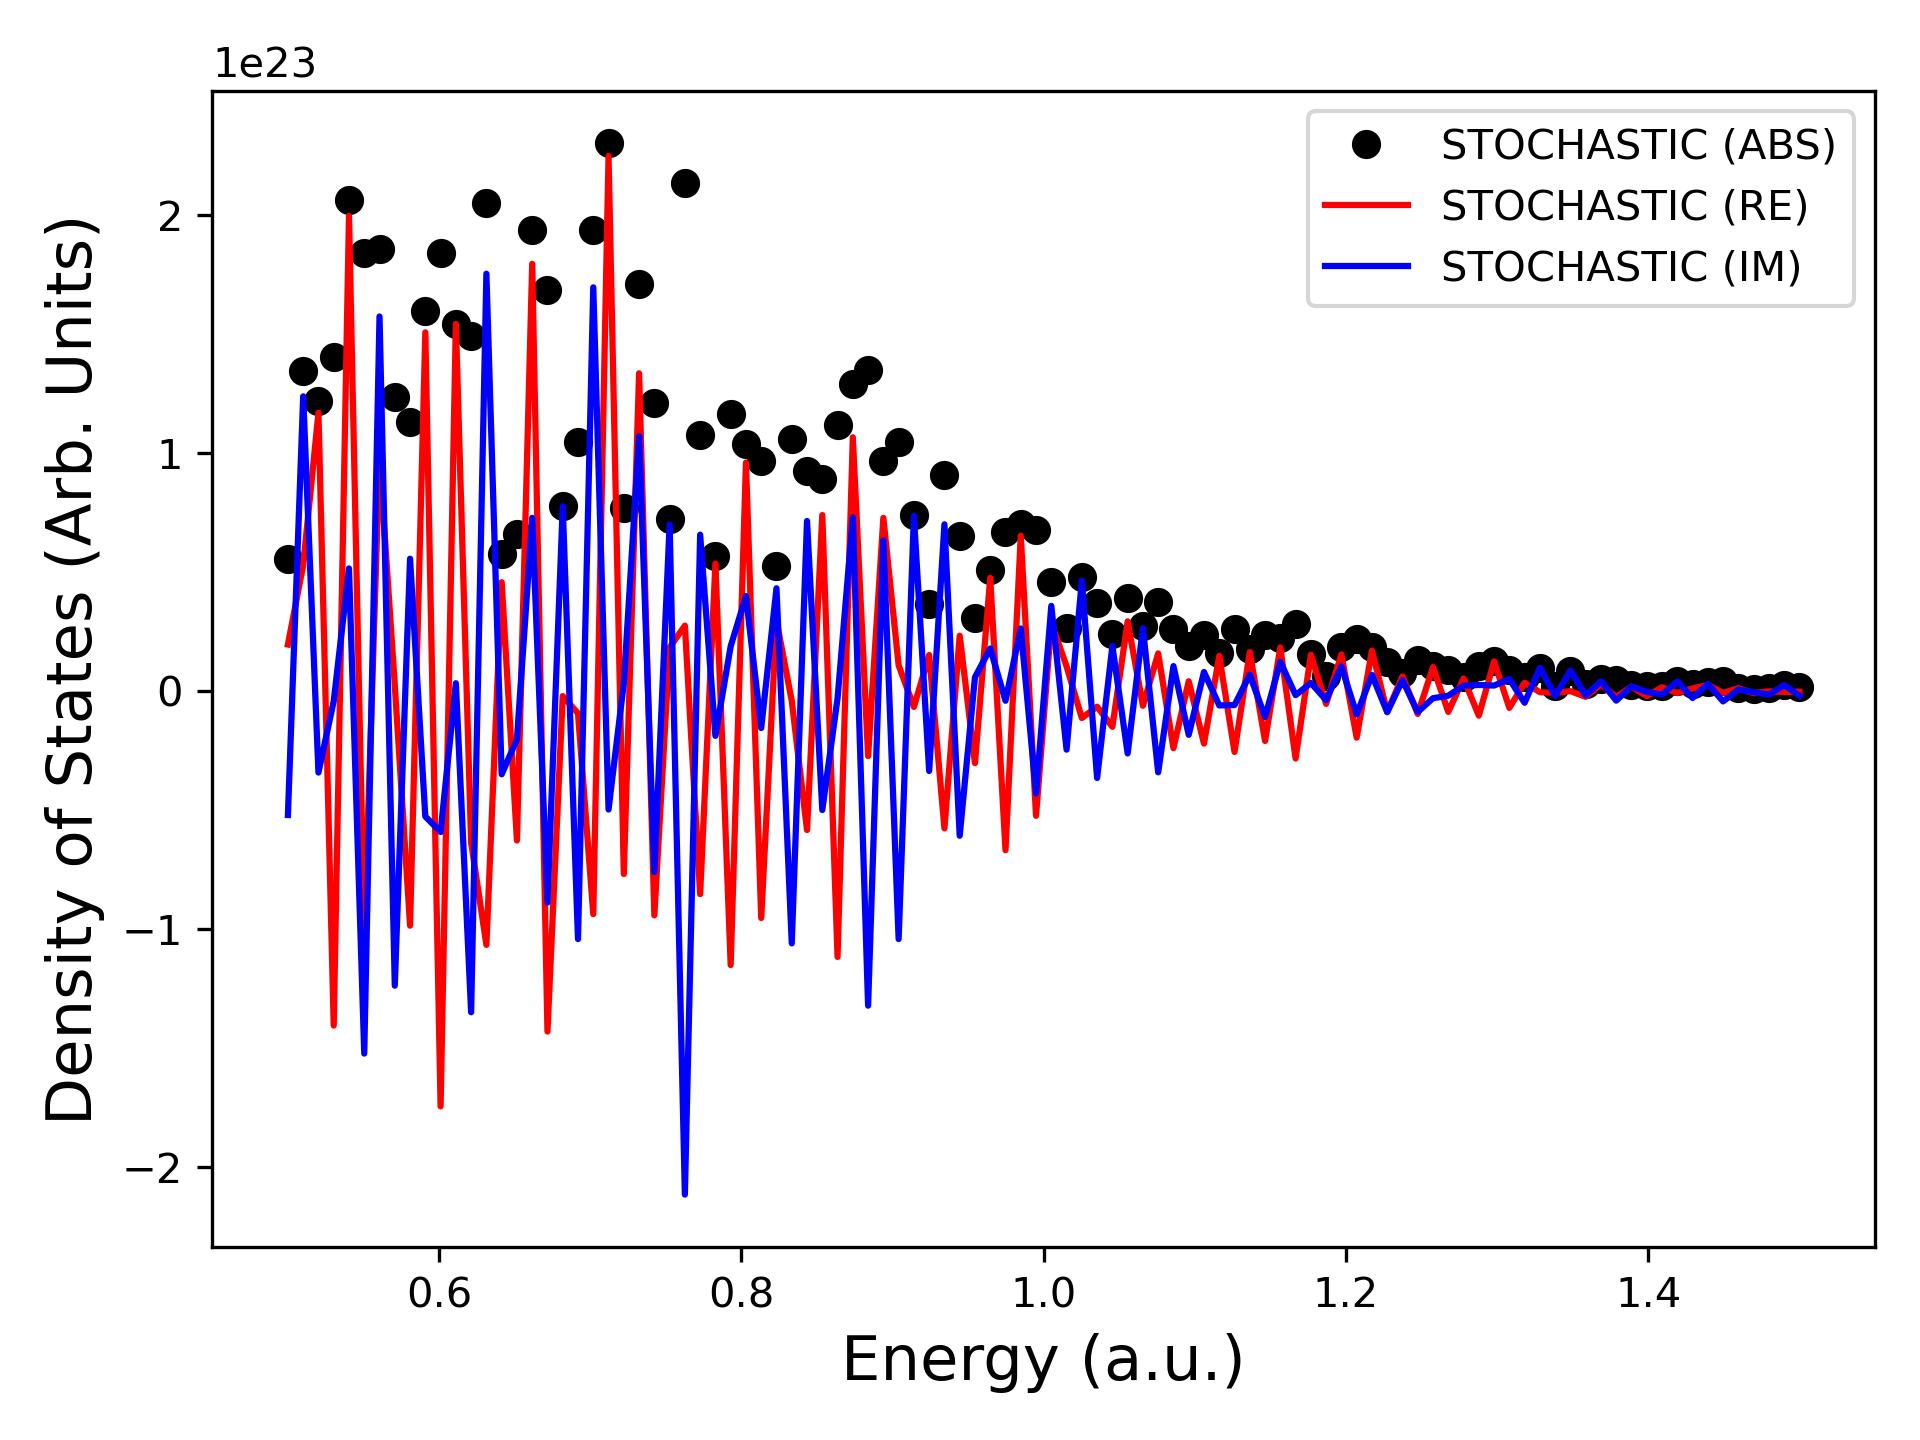 1e23
STOCHASTIC (ABS)
STOCHASTIC (RE)
STOCHASTIC (IM)
Density of States (Arb. Units)
2
1
0
−1
−2
0.6 0.8 1.0 1.2 1.4
Energy (a.u.)